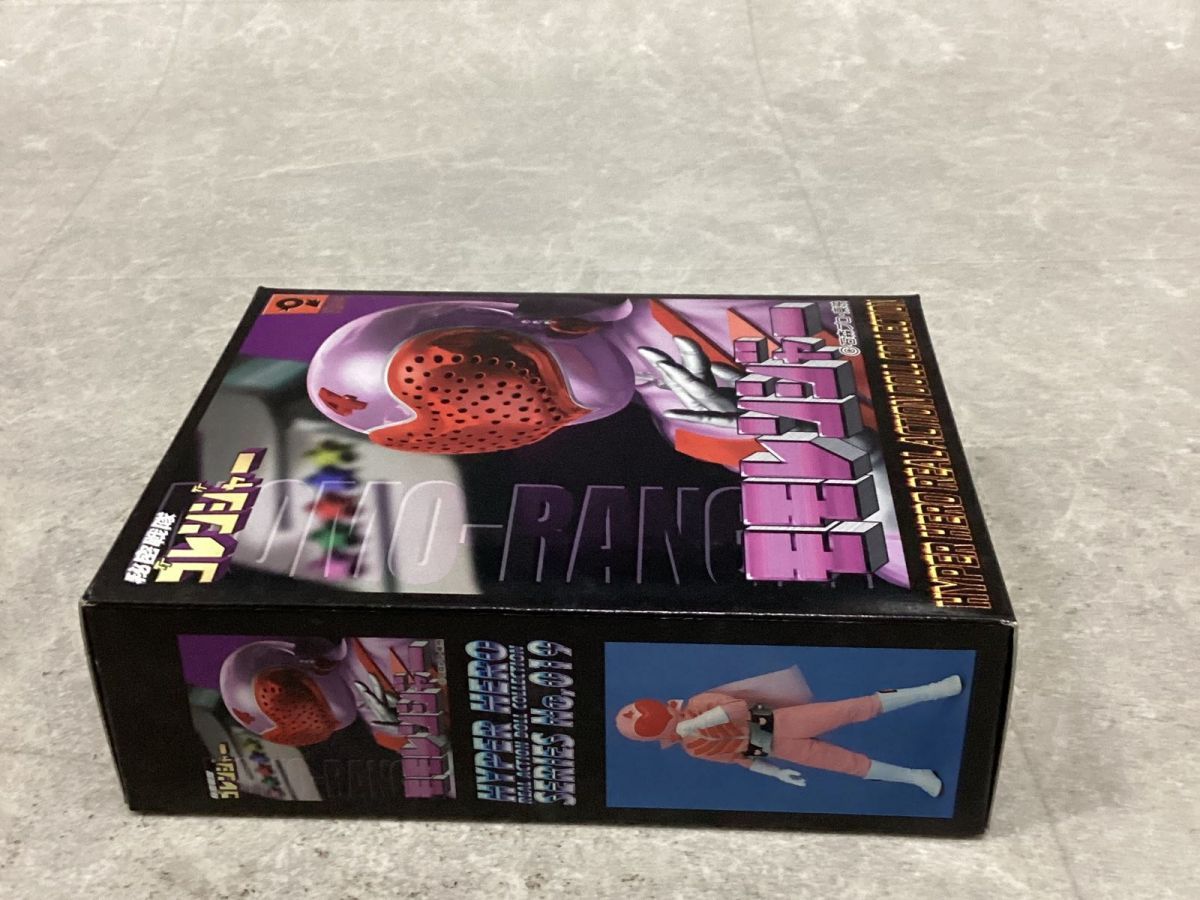 秘密戦隊
ゴレンジャー
MOMO-RANG
モモレンジャー
HYPER HERO REAL ACTION DOLL COLLECTION
4
秘密戦隊
ゴレンジャー
モモレンジャー
HYPER HERO
REAL ACTION DOLL COLLECTION
SERIES No,019